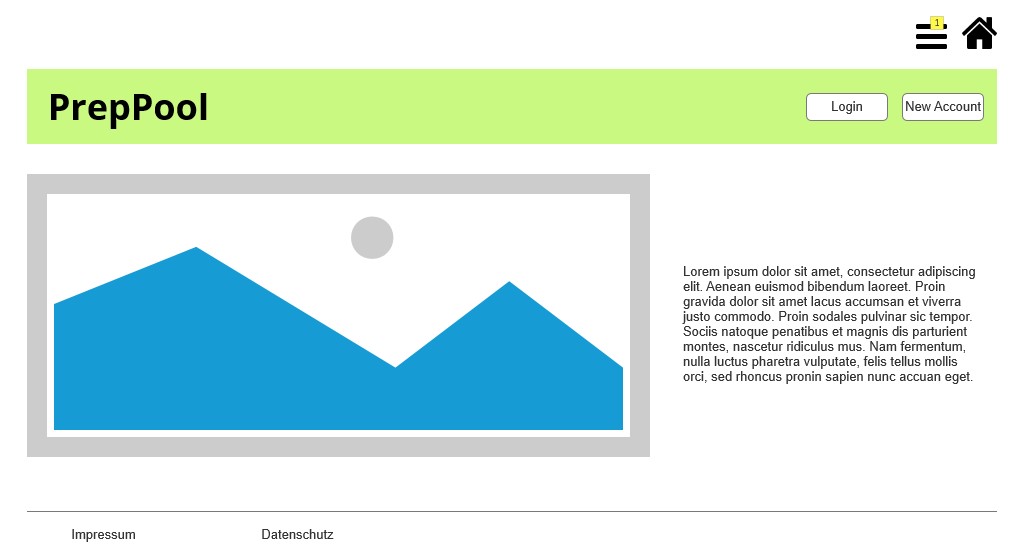 1
PrepPool
Login
New Account
Lorem ipsum dolor sit amet, consectetur adipiscing
elit. Aenean euismod bibendum laoreet. Proin
gravida dolor sit amet lacus accumsan et viverra
justo commodo. Proin sodales pulvinar sic tempor.
Sociis natoque penatibus et magnis dis parturient
montes, nascetur ridiculus mus. Nam fermentum,
nulla luctus pharetra vulputate, felis tellus mollis
orci, sed rhoncus pronin sapien nunc accuan eget.
Impressum
Datenschutz